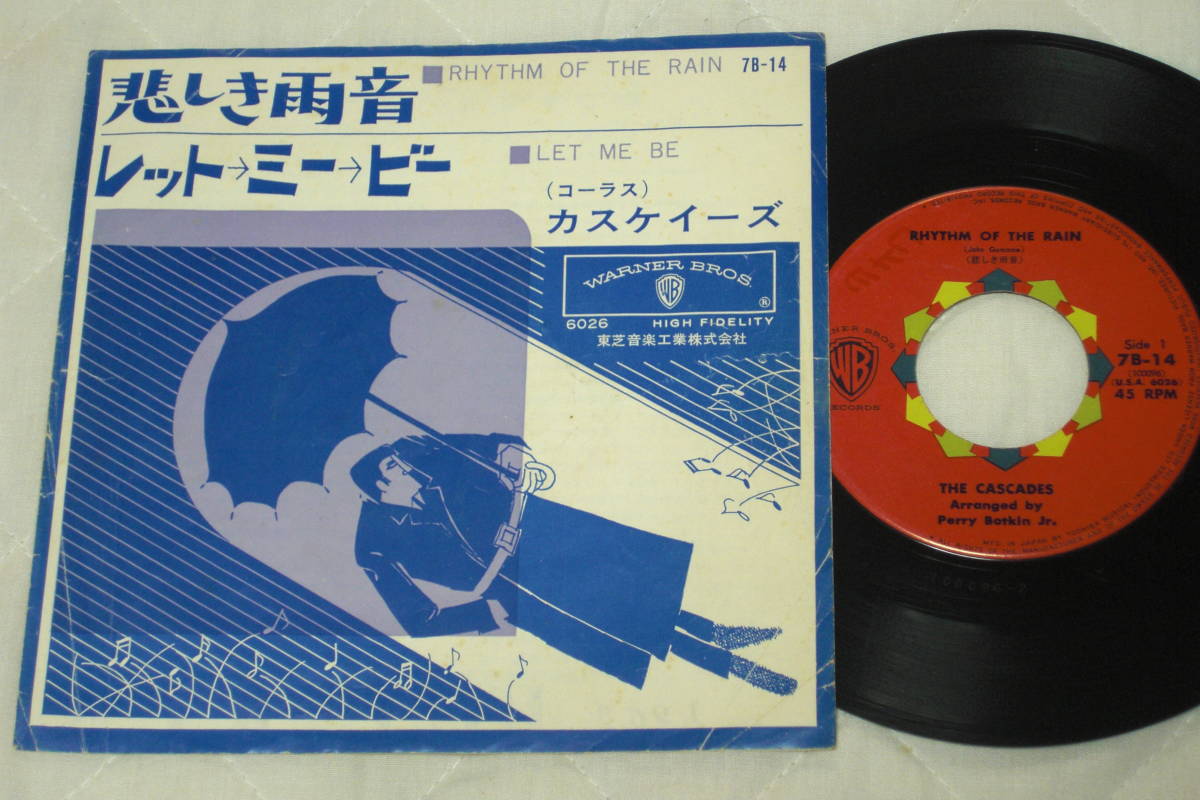 悲しき雨音 ■RHYTHM OF THE RAIN 7B-14
レット→ミー→ビー ■LET ME BE
(コーラス)
カスケイーズ
WARNER BROS.
WB
®
6026 HIGH FIDELITY
東芝音楽工業株式会社
RHYTHM OF THE RAIN
(John Gummoe)
(悲しき雨音)
WB
RECORDS
Side 1
7B-14
(100096)
(U.S.A. 6026)
45 RPM
THE CASCADES
Arranged by
Perry Botkin Jr.